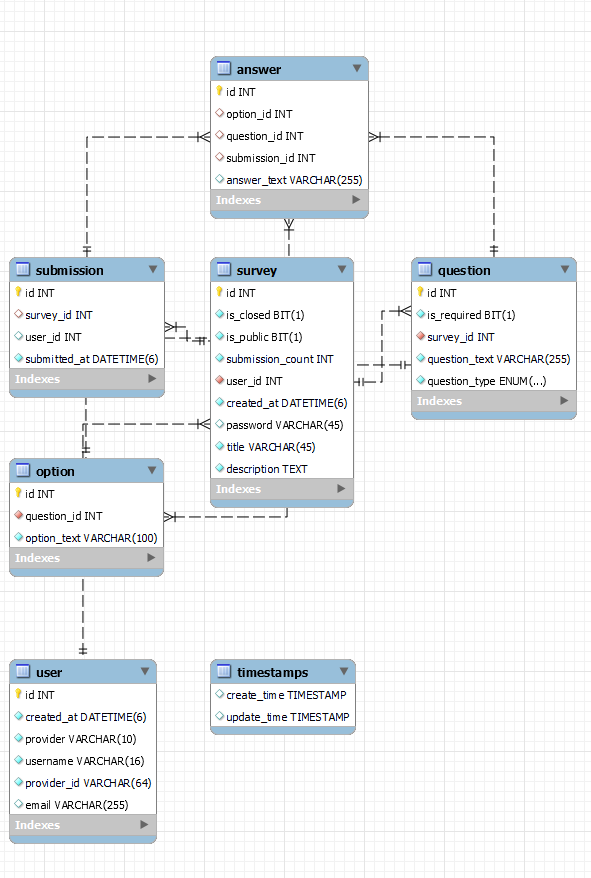 answer
id INT
option_id INT
question_id INT
submission_id INT
answer_text VARCHAR(255)
Indexes
submission
id INT
survey_id INT
user_id INT
submitted_at DATETIME(6)
Indexes
survey
id INT
is_closed BIT(1)
is_public BIT(1)
submission_count INT
user_id INT
created_at DATETIME(6)
password VARCHAR(45)
title VARCHAR(45)
description TEXT
Indexes
question
id INT
is_required BIT(1)
survey_id INT
question_text VARCHAR(255)
question_type ENUM(...)
Indexes
option
id INT
question_id INT
option_text VARCHAR(100)
Indexes
user
id INT
created_at DATETIME(6)
provider VARCHAR(10)
username VARCHAR(16)
provider_id VARCHAR(64)
email VARCHAR(255)
Indexes
timestamps
create_time TIMESTAMP
update_time TIMESTAMP